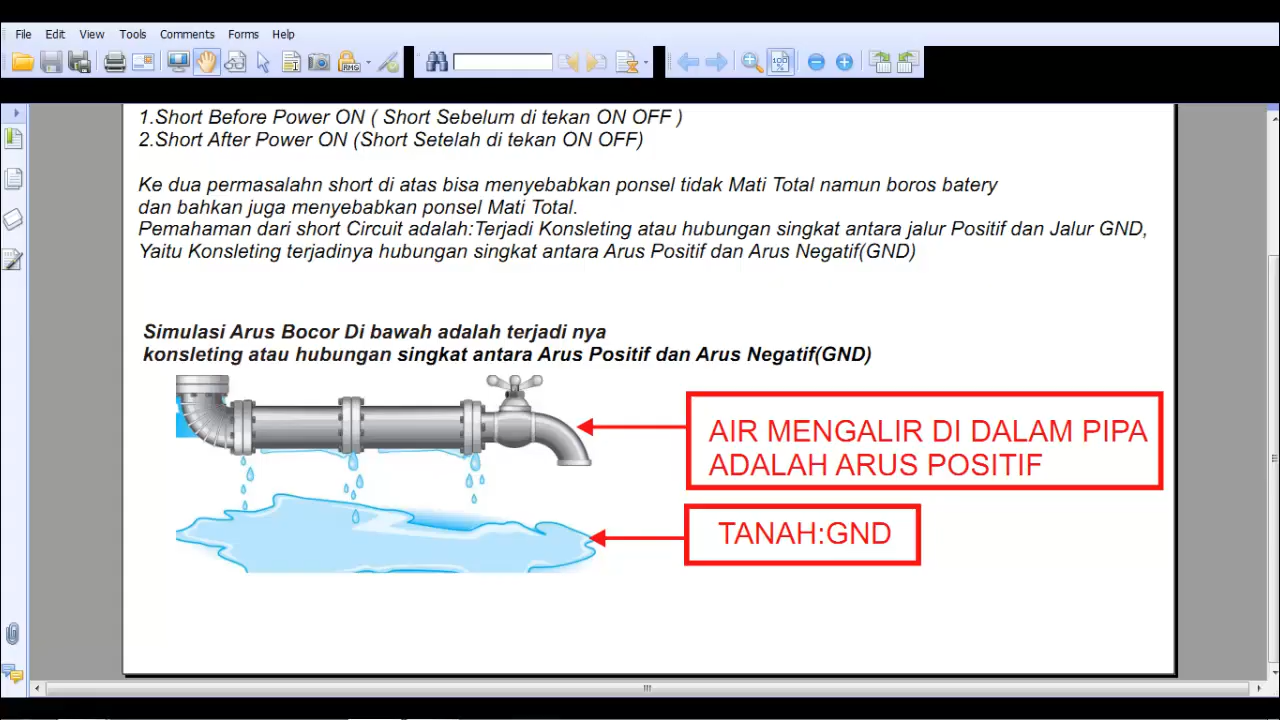 File Edit View Tools Comments Forms Help
1.Short Before Power ON ( Short Sebelum di tekan ON OFF )
2.Short After Power ON (Short Setelah di tekan ON OFF)
Ke dua permasalahn short di atas bisa menyebabkan ponsel tidak Mati Total namun boros batery
dan bahkan juga menyebabkan ponsel Mati Total.
Pemahaman dari short Circuit adalah:Terjadi Konsleting atau hubungan singkat antara jalur Positif dan Jalur GND,
Yaitu Konsleting terjadinya hubungan singkat antara Arus Positif dan Arus Negatif(GND)
Simulasi Arus Bocor Di bawah adalah terjadi nya
konsleting atau hubungan singkat antara Arus Positif dan Arus Negatif(GND)
AIR MENGALIR DI DALAM PIPA
ADALAH ARUS POSITIF
TANAH:GND